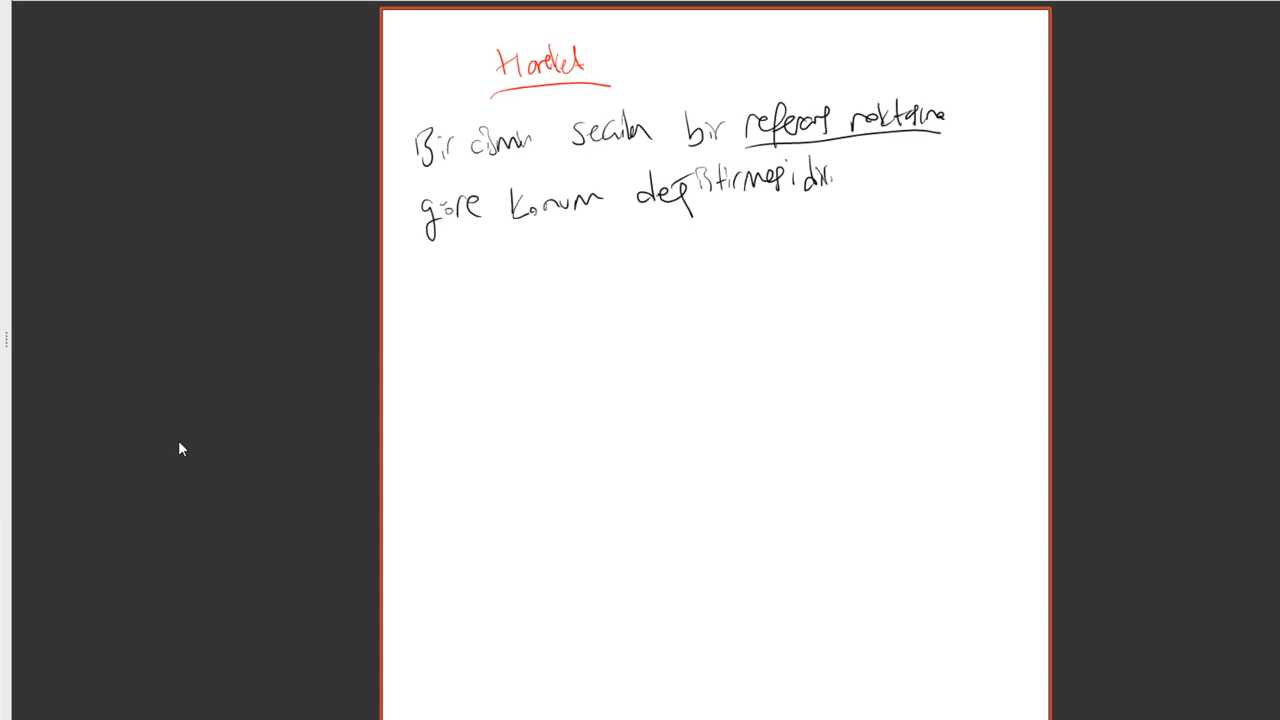 Hareket
Bir cismin seçilen bir referans noktasına
göre konum değiştirmesidir.